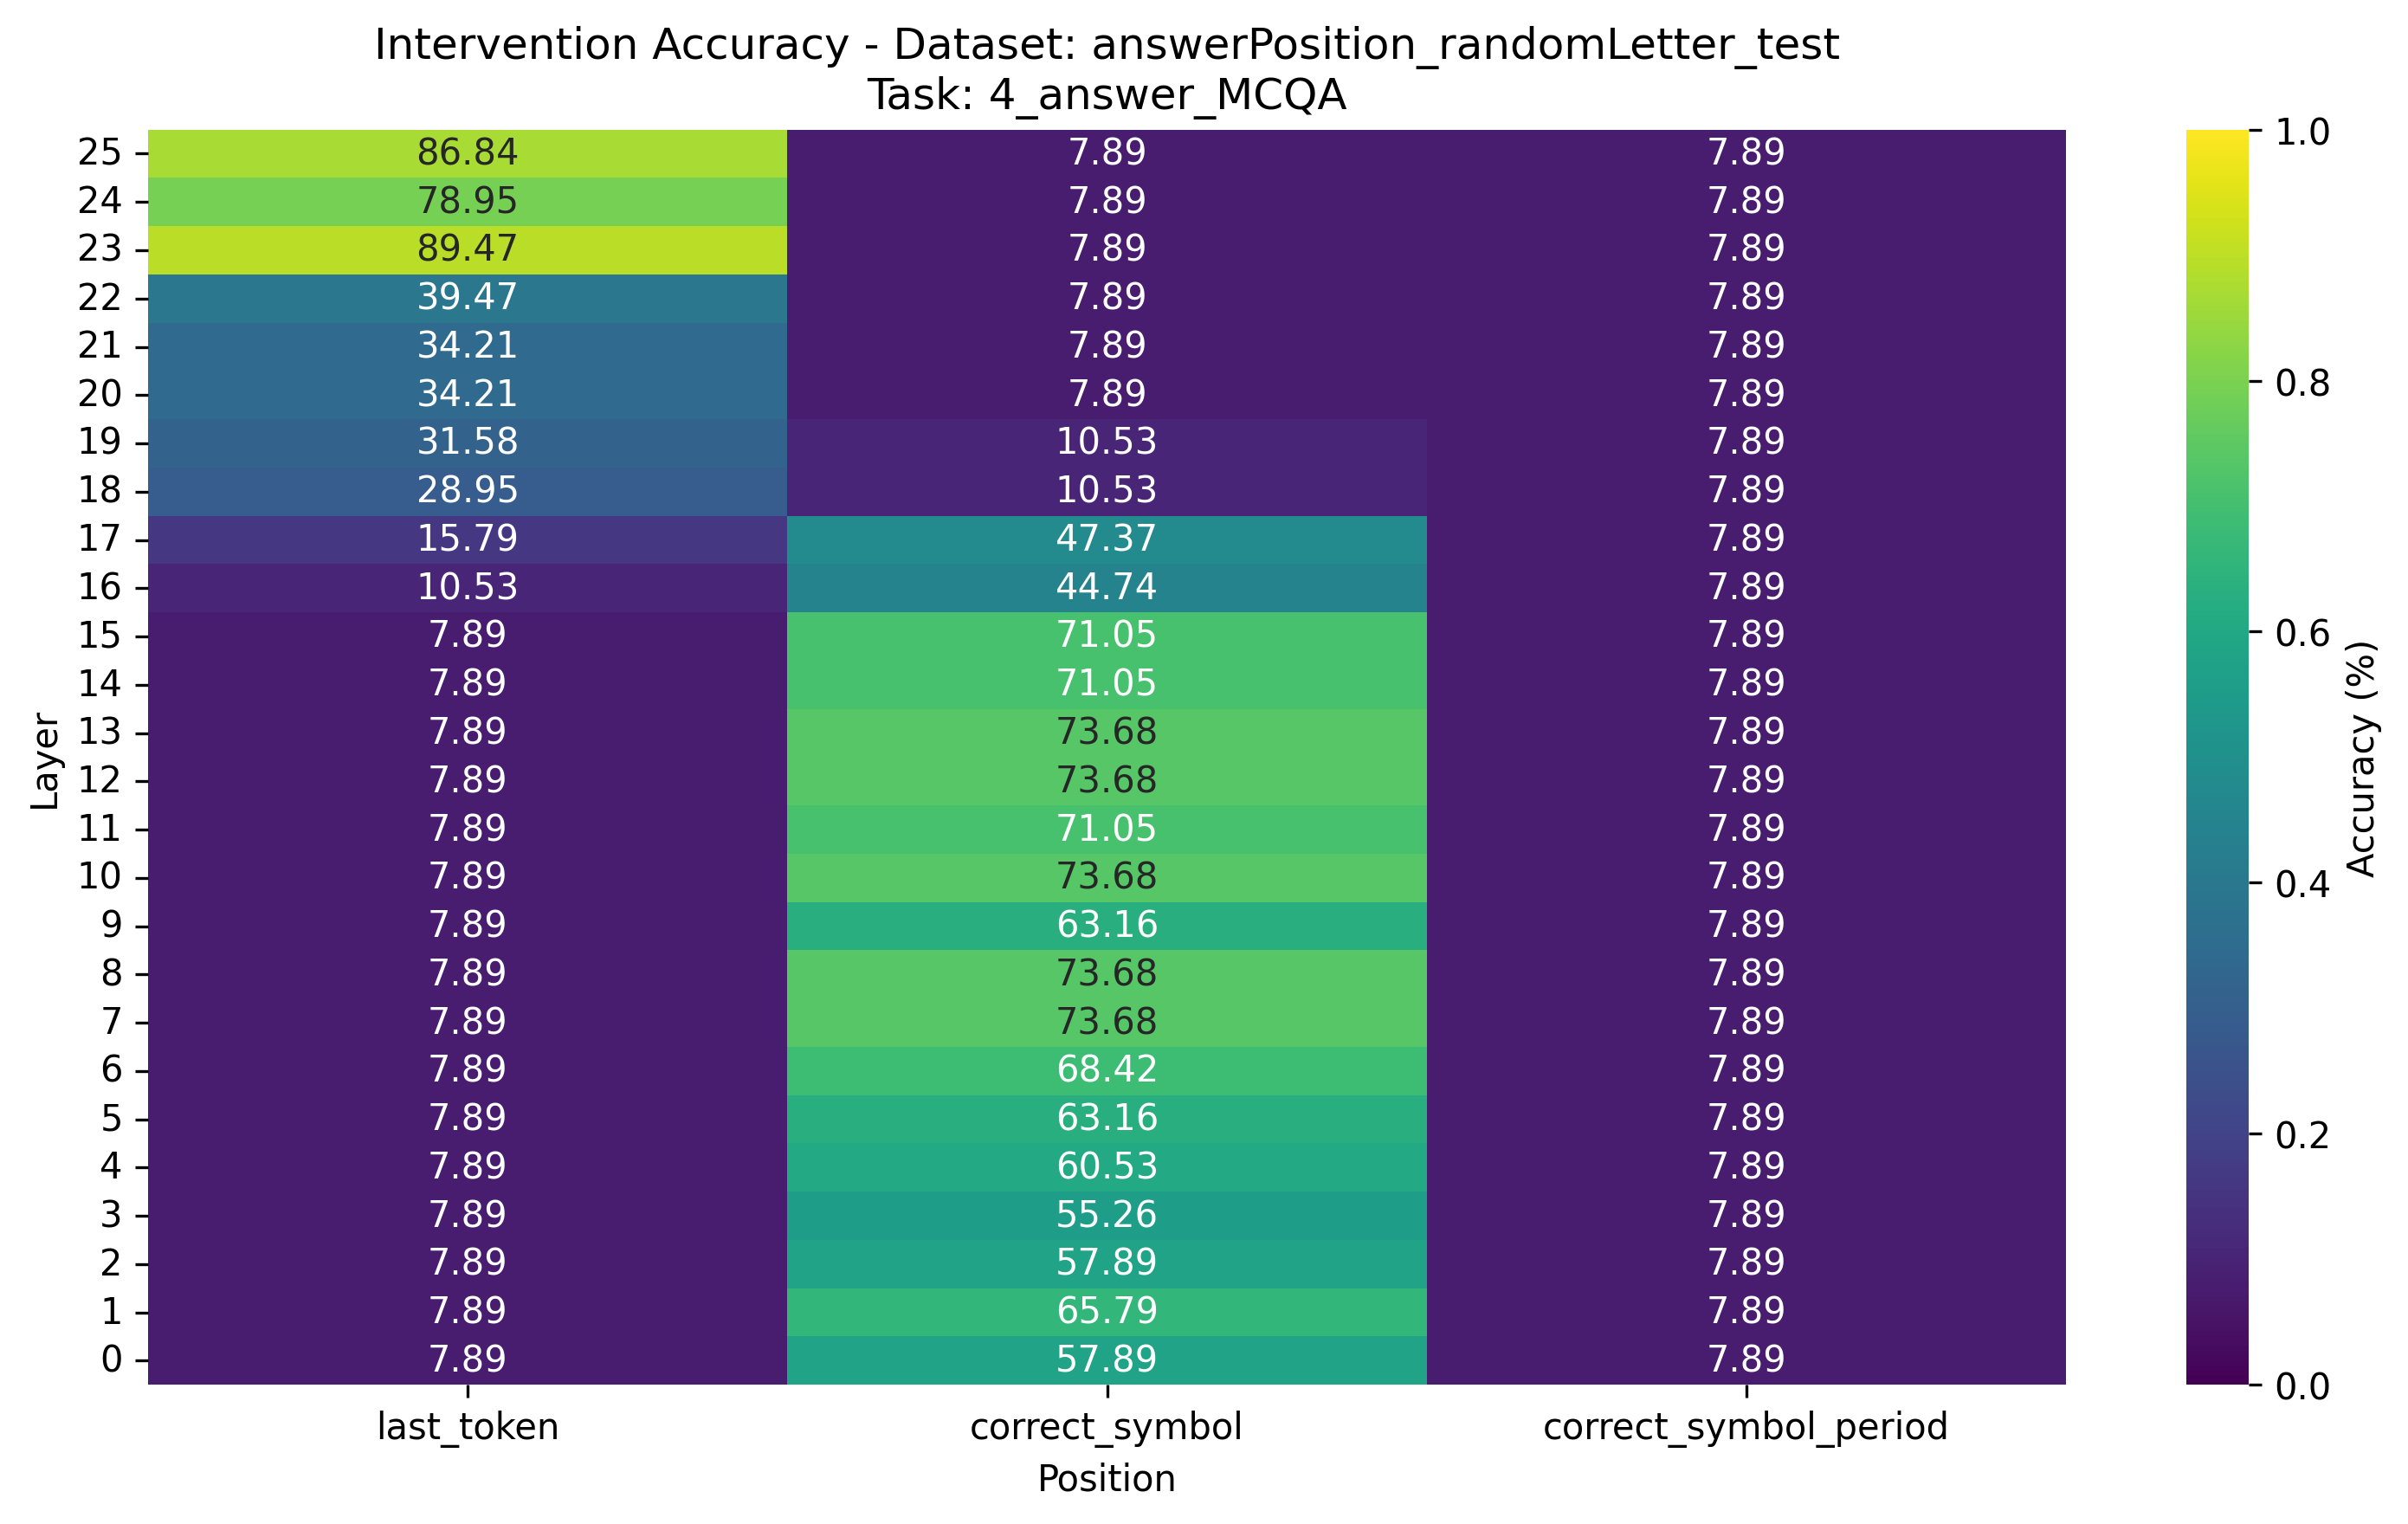 Intervention Accuracy - Dataset: answerPosition_randomLetter_test
Task: 4_answer_MCQA
25 86.84 7.89 7.89
24 78.95 7.89 7.89
23 89.47 7.89 7.89
22 39.47 7.89 7.89
21 34.21 7.89 7.89
20 34.21 7.89 7.89
19 31.58 10.53 7.89
18 28.95 10.53 7.89
17 15.79 47.37 7.89
16 10.53 44.74 7.89
15 7.89 71.05 7.89
14 7.89 71.05 7.89
13 7.89 73.68 7.89
12 7.89 73.68 7.89
11 7.89 71.05 7.89
10 7.89 73.68 7.89
9 7.89 63.16 7.89
8 7.89 73.68 7.89
7 7.89 73.68 7.89
6 7.89 68.42 7.89
5 7.89 63.16 7.89
4 7.89 60.53 7.89
3 7.89 55.26 7.89
2 7.89 57.89 7.89
1 7.89 65.79 7.89
0 7.89 57.89 7.89
last_token correct_symbol correct_symbol_period
Position
Layer
1.0
0.8
0.6
0.4
0.2
0.0
Accuracy (%)